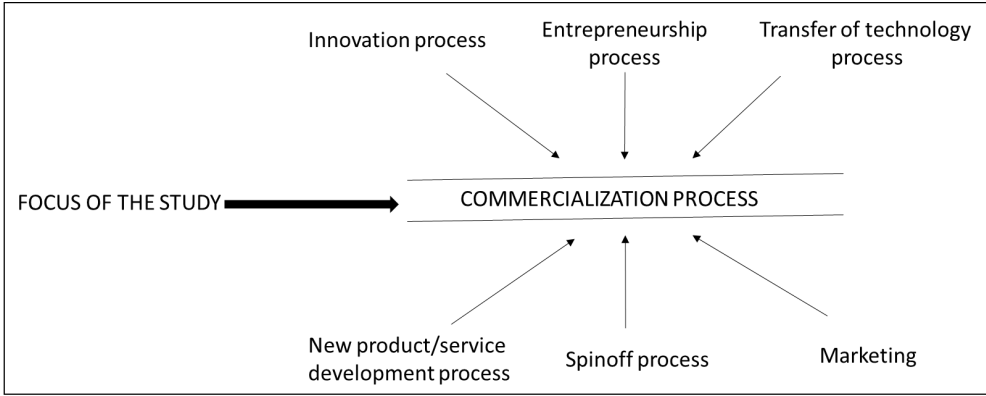 Innovation process
Entrepreneurship
process
Transfer of technology
process
FOCUS OF THE STUDY
COMMERCIALIZATION PROCESS
New product/service
development process
Spinoff process
Marketing